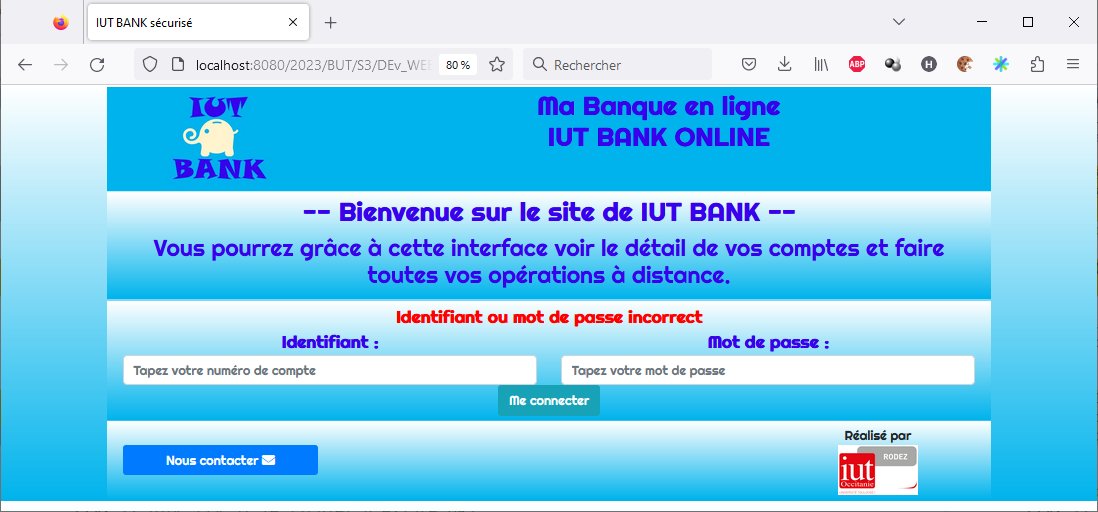 IUT BANK sécurisé
localhost:8080/2023/BUT/S3/DEv_WEB
80 %
Rechercher
ABP
H
IUT
BANK
Ma Banque en ligne
IUT BANK ONLINE
-- Bienvenue sur le site de IUT BANK --
Vous pourrez grâce à cette interface voir le détail de vos comptes et faire
toutes vos opérations à distance.
Identifiant ou mot de passe incorrect
Identifiant :
Mot de passe :
Tapez votre numéro de compte
Tapez votre mot de passe
Me connecter
Nous contacter
Réalisé par
RODEZ
iut
Occitanie